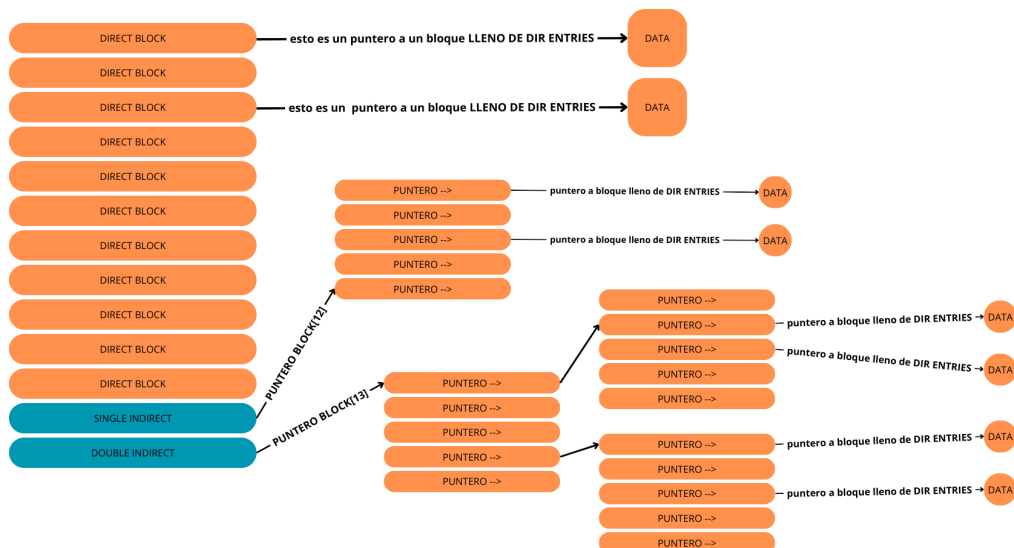 DIRECT BLOCK
esto es un puntero a un bloque LLENO DE DIR ENTRIES
DATA
DIRECT BLOCK
DIRECT BLOCK
esto es un puntero a un bloque LLENO DE DIR ENTRIES
DATA
DIRECT BLOCK
DIRECT BLOCK
DIRECT BLOCK
DIRECT BLOCK
DIRECT BLOCK
DIRECT BLOCK
DIRECT BLOCK
DIRECT BLOCK
SINGLE INDIRECT
DOUBLE INDIRECT
PUNTERO BLOCK[12]
PUNTERO -->
puntero a bloque lleno de DIR ENTRIES
DATA
PUNTERO -->
PUNTERO -->
puntero a bloque lleno de DIR ENTRIES
DATA
PUNTERO -->
PUNTERO -->
PUNTERO BLOCK[13]
PUNTERO -->
PUNTERO -->
PUNTERO -->
PUNTERO -->
PUNTERO -->
PUNTERO -->
PUNTERO -->
puntero a bloque lleno de DIR ENTRIES
DATA
PUNTERO -->
puntero a bloque lleno de DIR ENTRIES
DATA
PUNTERO -->
PUNTERO -->
PUNTERO -->
puntero a bloque lleno de DIR ENTRIES
DATA
PUNTERO -->
PUNTERO -->
puntero a bloque lleno de DIR ENTRIES
DATA
PUNTERO -->
PUNTERO -->